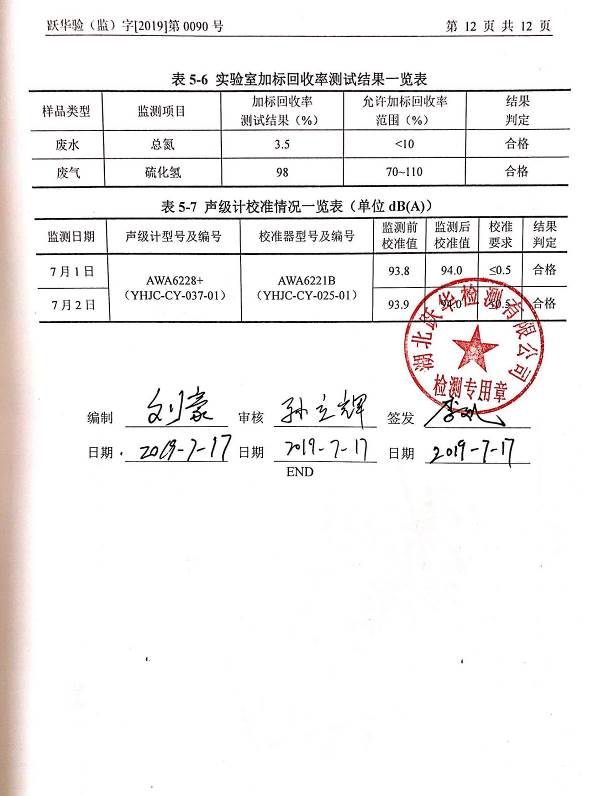 跃华验（监）字[2019]第 0090 号 第 12 页 共 12 页
表 5-6 实验室加标回收率测试结果一览表
样品类型 监测项目 加标回收率测试结果（%） 允许加标回收率范围（%） 结果判定
废水 总氮 3.5 <10 合格
废气 硫化氢 98 70~110 合格
表 5-7 声级计校准情况一览表（单位 dB(A)）
监测日期 声级计型号及编号 校准器型号及编号 监测前校准值 监测后校准值 校准要求 结果判定
7 月 1 日 AWA6228+（YHJC-CY-037-01） AWA6221B（YHJC-CY-025-01） 93.8 94.0 ≤0.5 合格
7 月 2 日 93.9 94.0 ≤0.5 合格
湖北跃华检测有限公司
检测专用章
编制 刘豪 审核 孙立辉 签发
日期 2019-7-17 日期 2019-7-17 日期 2019-7-17
END